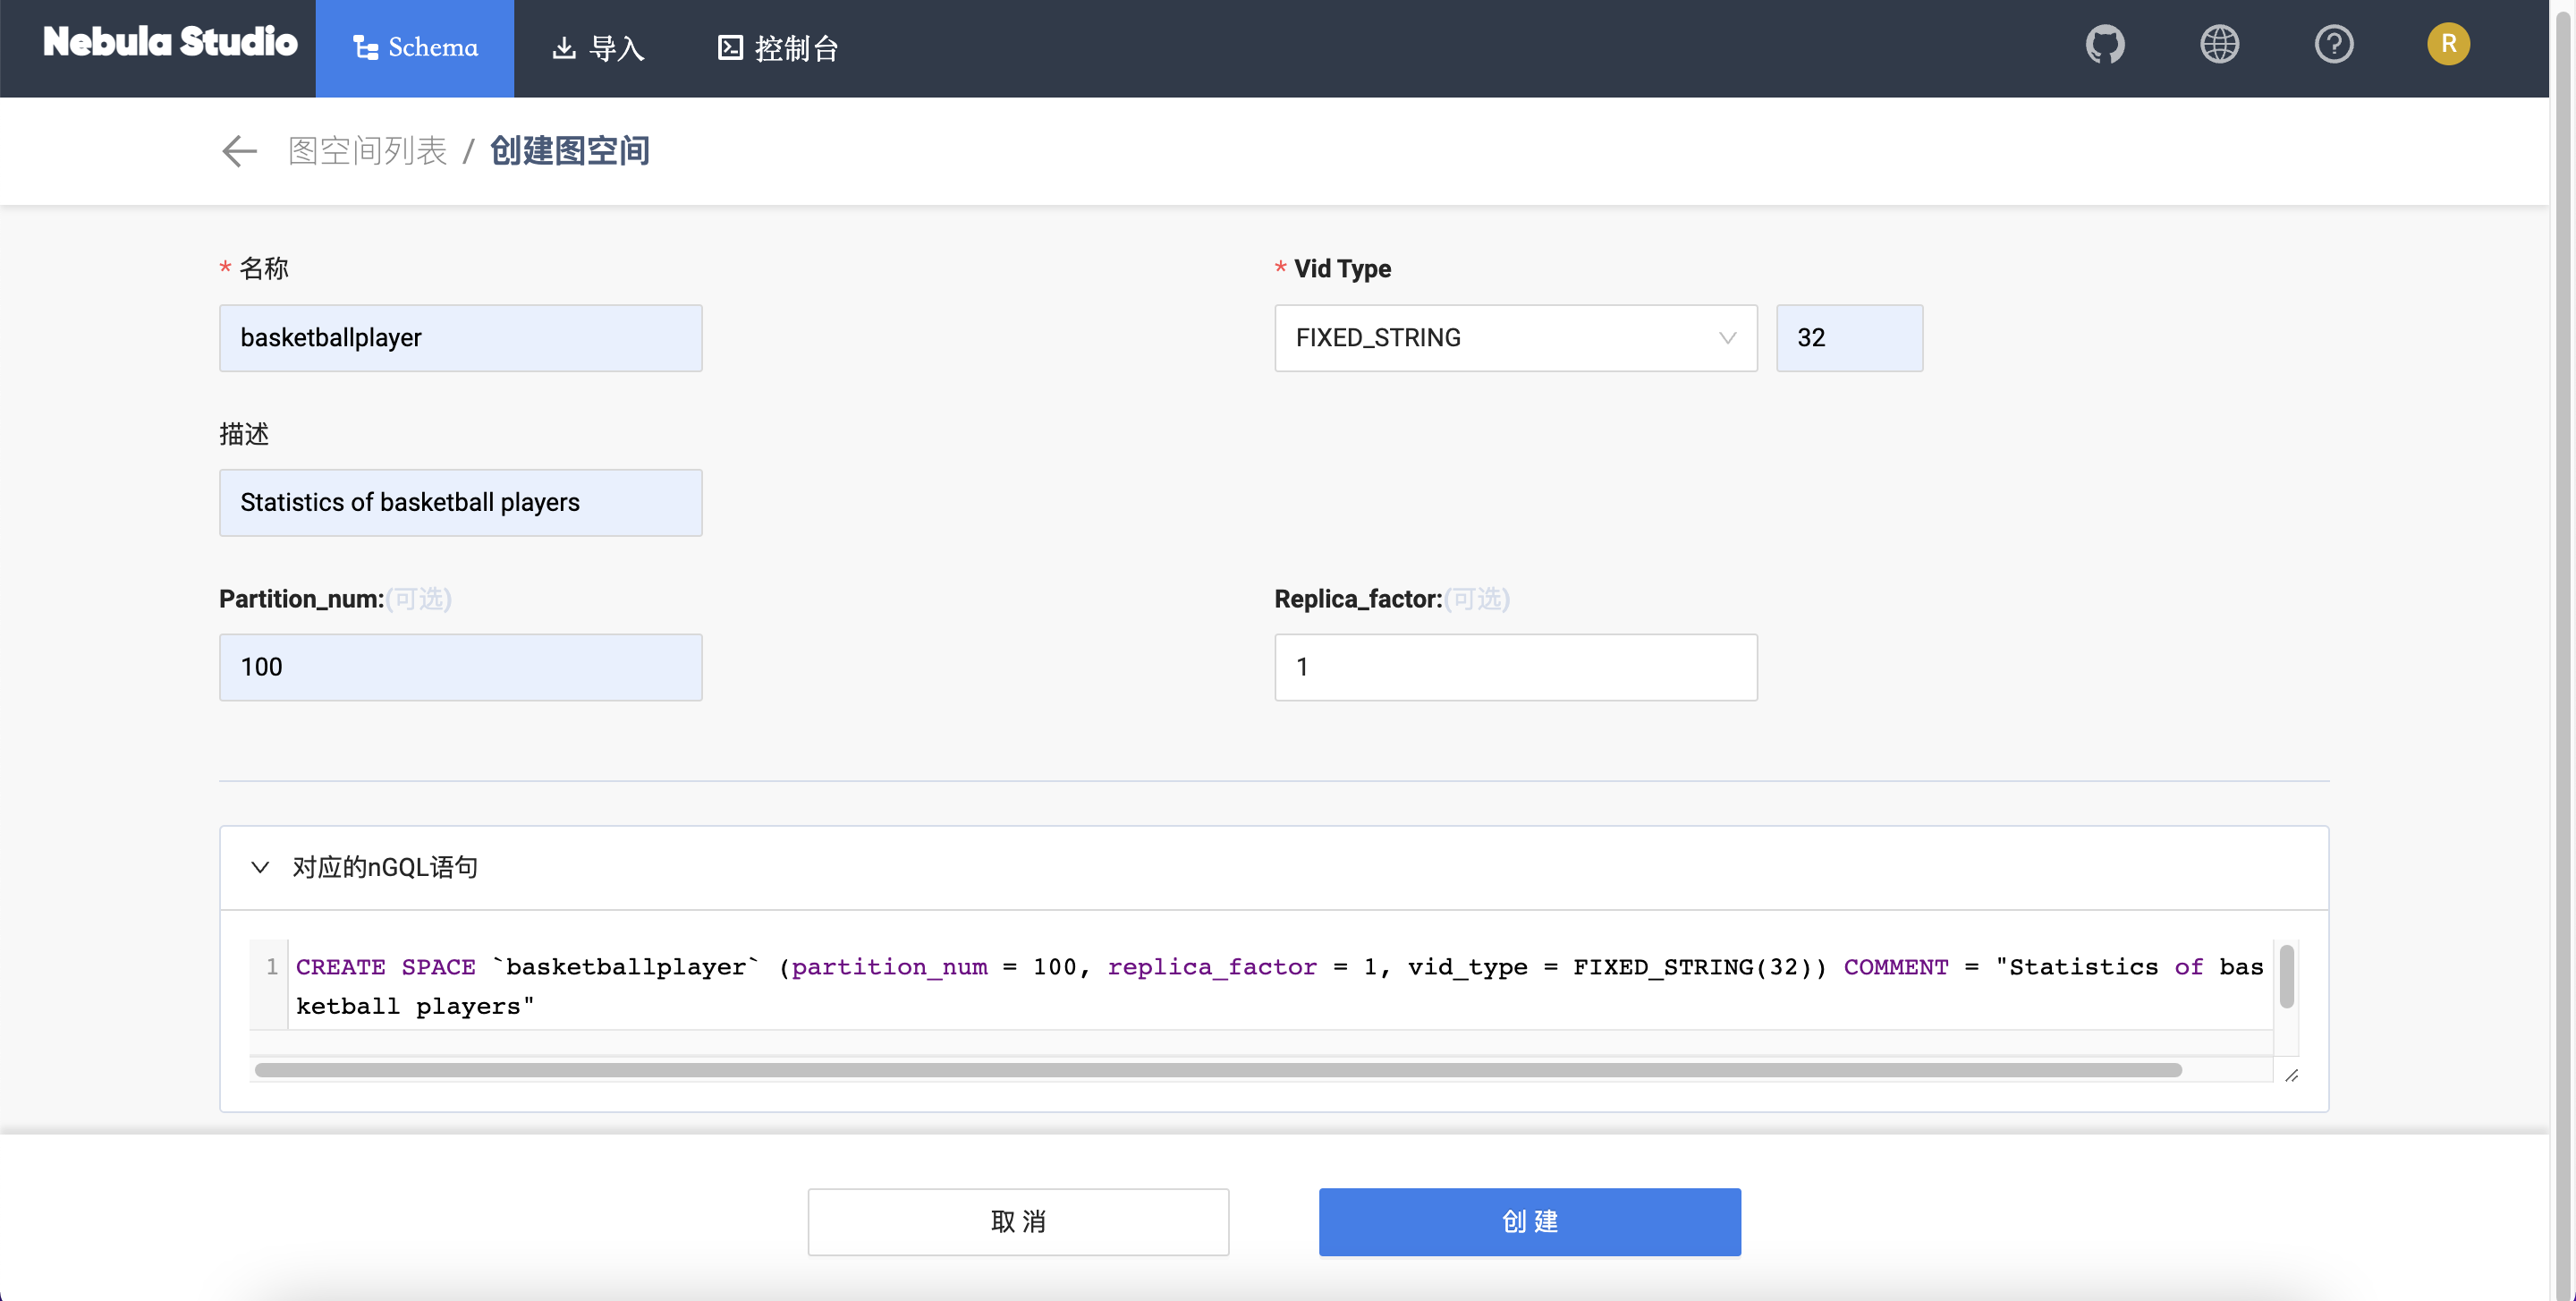 Nebula Studio
Schema
导入
控制台
R
图空间列表 / 创建图空间
* 名称
* Vid Type
basketballplayer
FIXED_STRING
32
描述
Statistics of basketball players
Partition_num:(可选)
Replica_factor:(可选)
100
1
对应的nGQL语句
1 CREATE SPACE `basketballplayer` (partition_num = 100, replica_factor = 1, vid_type = FIXED_STRING(32)) COMMENT = "Statistics of bas
ketball players"
取 消
创 建